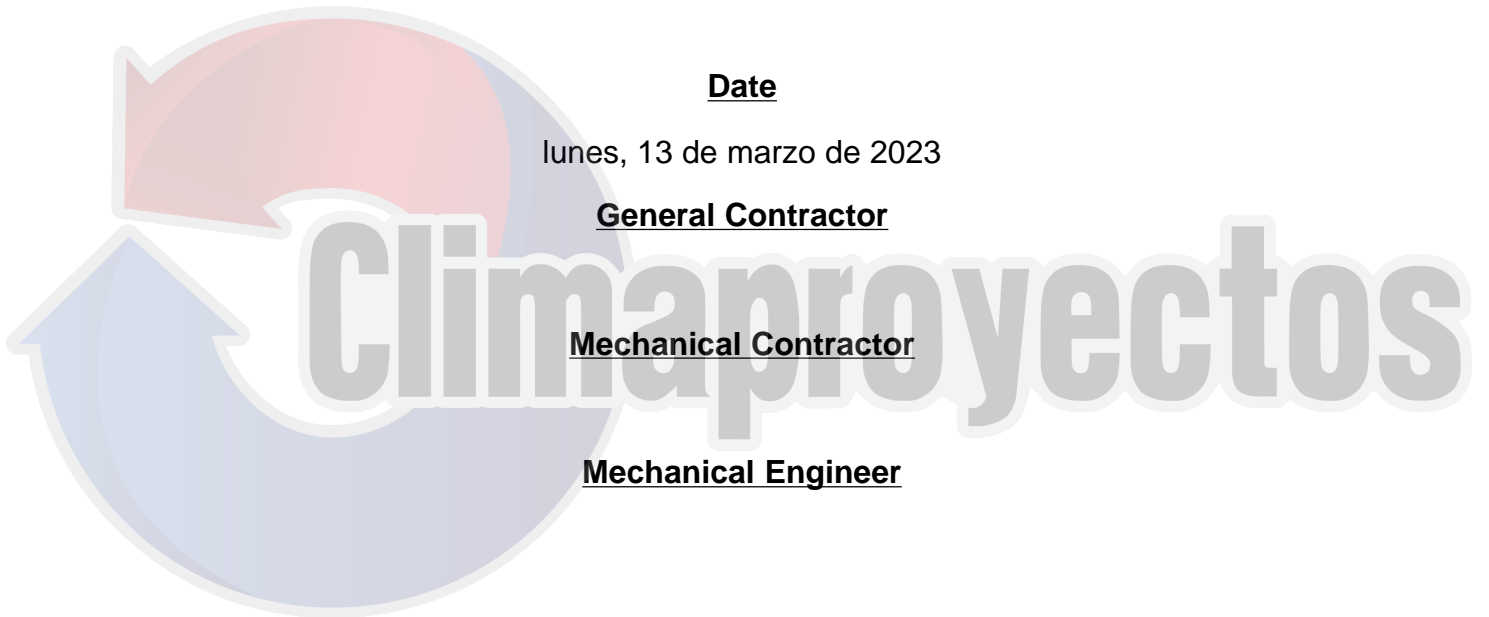 Date
lunes, 13 de marzo de 2023
General Contractor
Climaproyectos
Mechanical Contractor
Mechanical Engineer